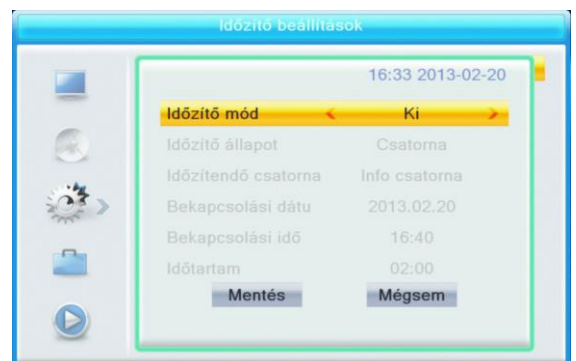 Időzítő beállítások
16:33 2013-02-20
Időzítő mód Ki
Időzítő állapot Csatorna
Időzítendő csatorna Info csatorna
Bekapcsolási dátu 2013.02.20
Bekapcsolási idő 16:40
Időtartam 02:00
Mentés Mégsem